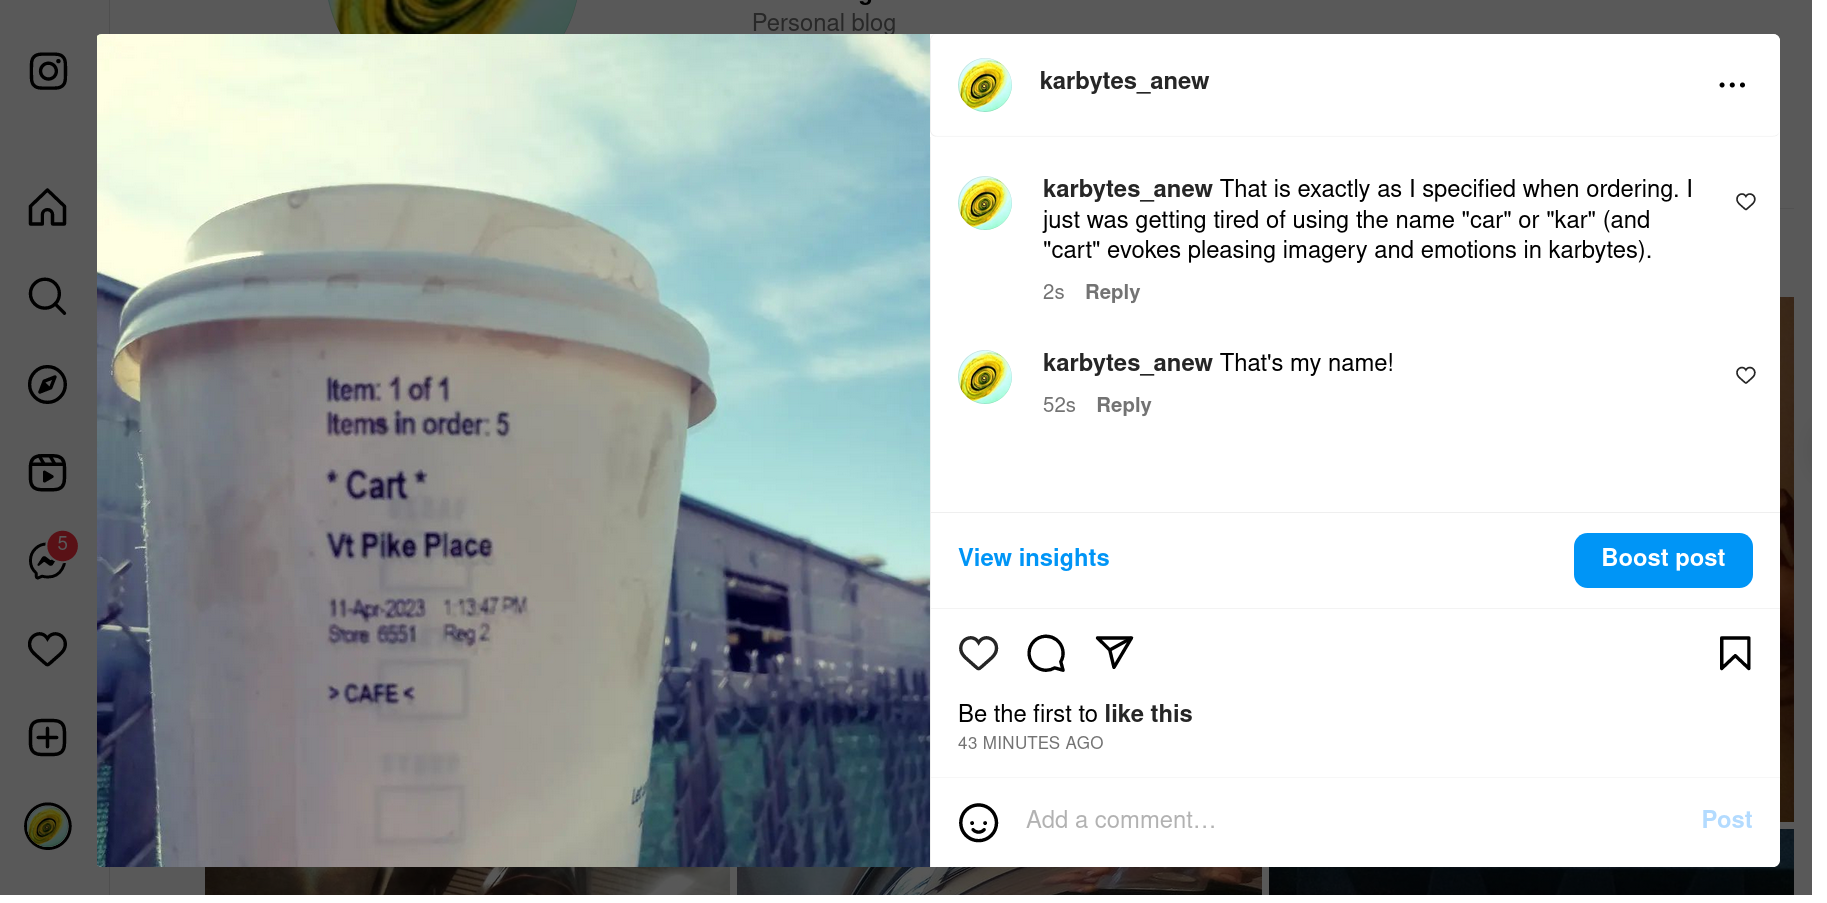 Personal blog
karbytes_anew
karbytes_anew That is exactly as I specified when ordering. I
just was getting tired of using the name "car" or "kar" (and
"cart" evokes pleasing imagery and emotions in karbytes).
2s Reply
karbytes_anew That's my name!
52s Reply
View insights
Boost post
Be the first to like this
43 MINUTES AGO
Add a comment…
Post
5
Item: 1 of 1
Items in order: 5
* Cart *
Vt Pike Place
11-Apr-2023 1:13:47 PM
Store 6551 Reg 2
> CAFE <